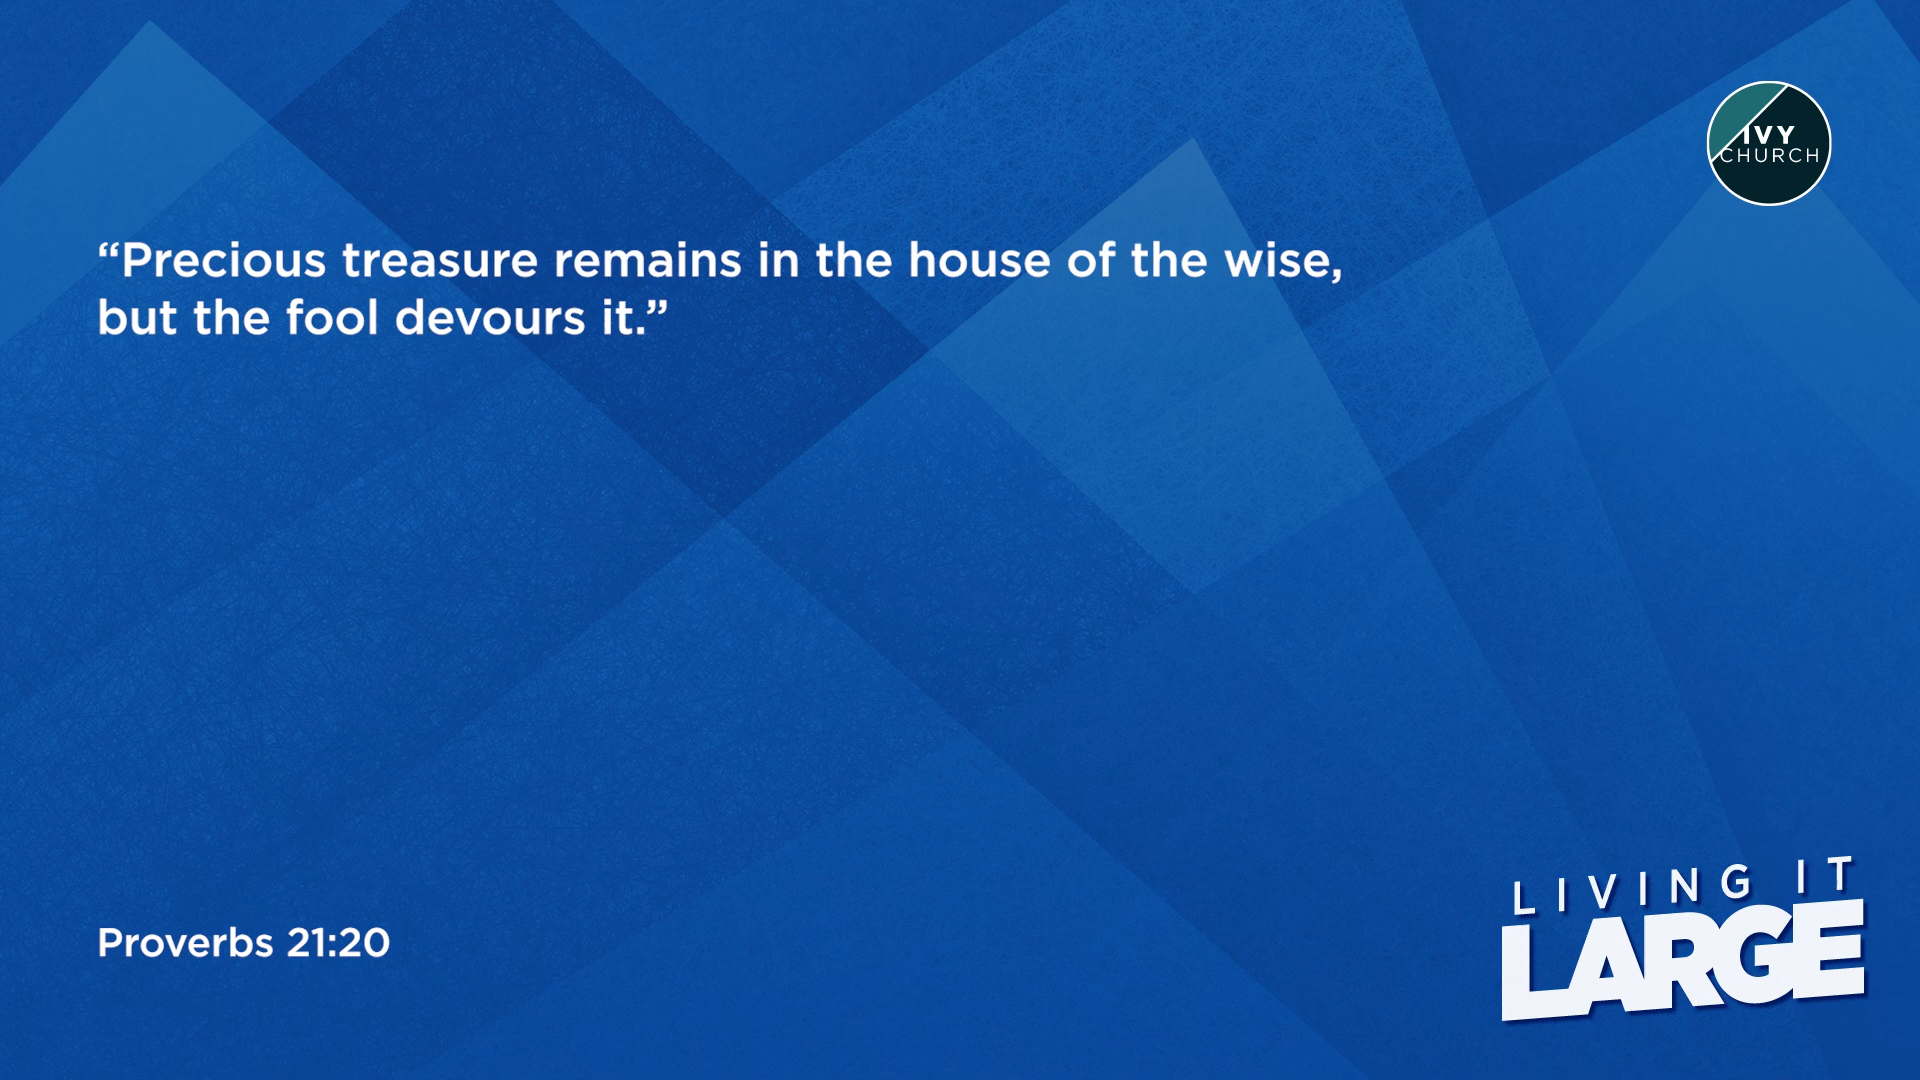 IVY
CHURCH
“Precious treasure remains in the house of the wise,
but the fool devours it.”
Proverbs 21:20
LIVING IT
LARGE